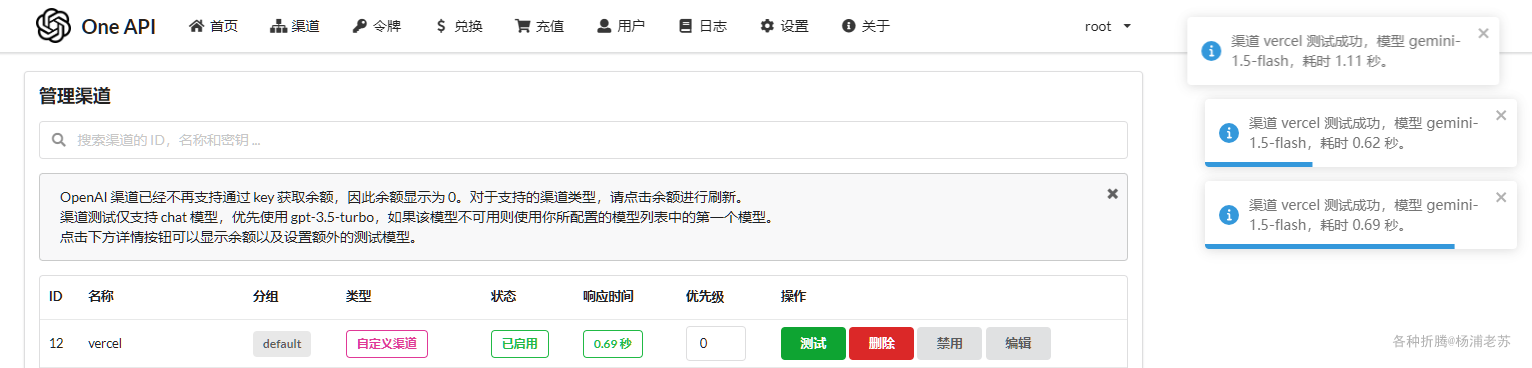 One API 首页 渠道 令牌 兑换 充值 用户 日志 设置 关于 root
渠道 vercel 测试成功，模型 gemini-
1.5-flash，耗时 1.11 秒。
渠道 vercel 测试成功，模型 gemini-
1.5-flash，耗时 0.62 秒。
渠道 vercel 测试成功，模型 gemini-
1.5-flash，耗时 0.69 秒。
管理渠道
搜索渠道的 ID，名称和密钥 ...
OpenAI 渠道已经不再支持通过 key 获取余额，因此余额显示为 0。对于支持的渠道类型，请点击余额进行刷新。
渠道测试仅支持 chat 模型，优先使用 gpt-3.5-turbo，如果该模型不可用则使用你所配置的模型列表中的第一个模型。
点击下方详情按钮可以显示余额以及设置额外的测试模型。
ID 名称 分组 类型 状态 响应时间 优先级 操作
12 vercel default 自定义渠道 已启用 0.69 秒 0 测试 删除 禁用 编辑
各种折腾@杨浦老苏